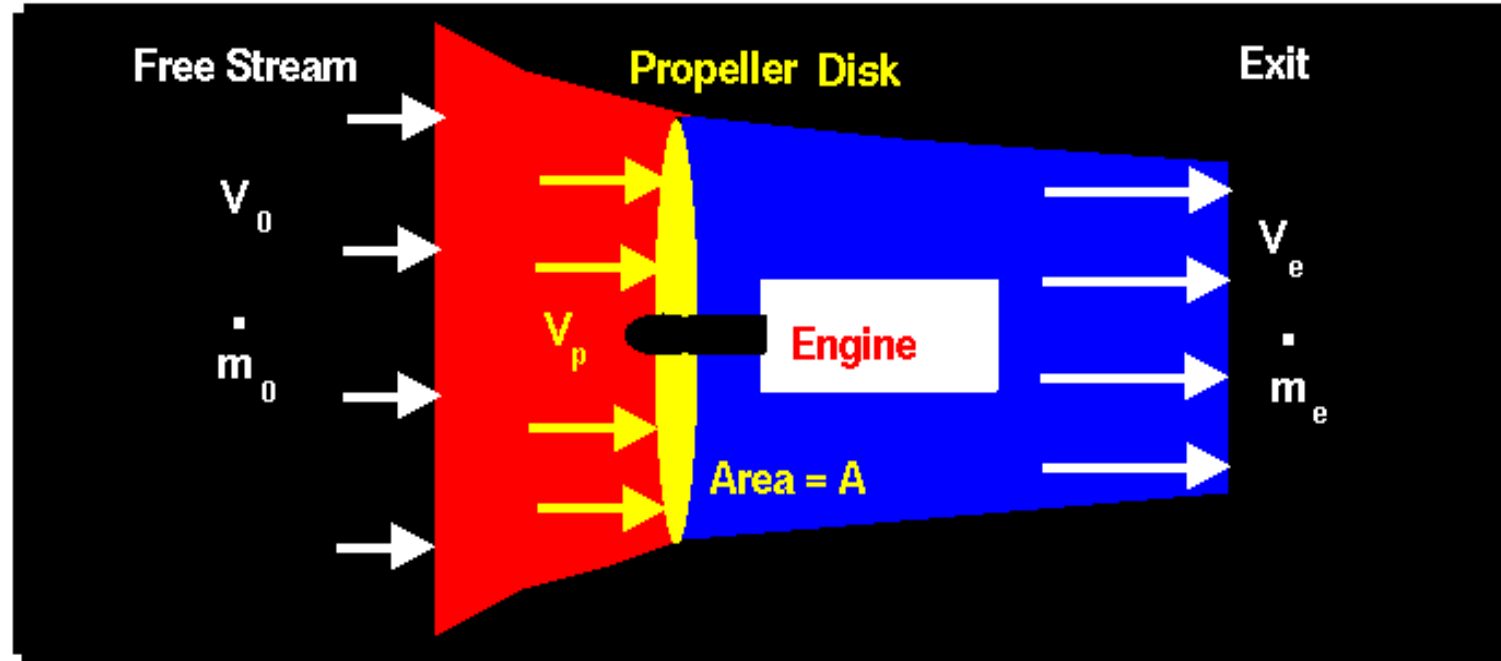 Free Stream
Propeller Disk
Exit
V₀
Vₑ
Vₚ
Engine
ṁ₀
ṁₑ
Area = A